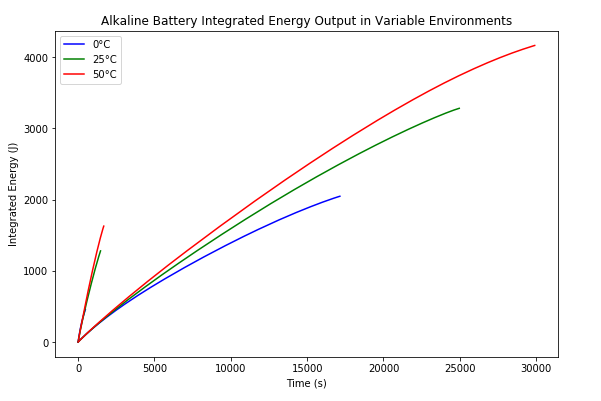 Alkaline Battery Integrated Energy Output in Variable Environments
0°C
25°C
50°C
Integrated Energy (J)
4000
3000
2000
1000
0
0 5000 10000 15000 20000 25000 30000
Time (s)